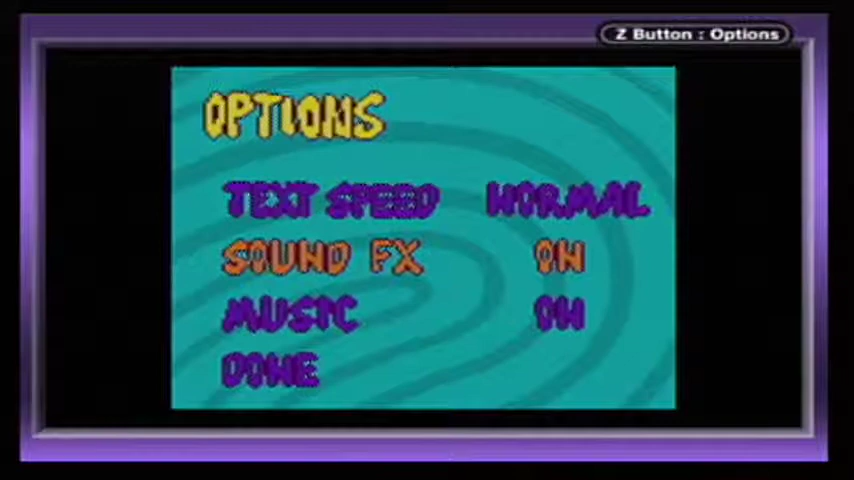 Z Button : Options
OPTIONS
TEXT SPEED NORMAL
SOUND FX ON
MUSIC ON
DONE